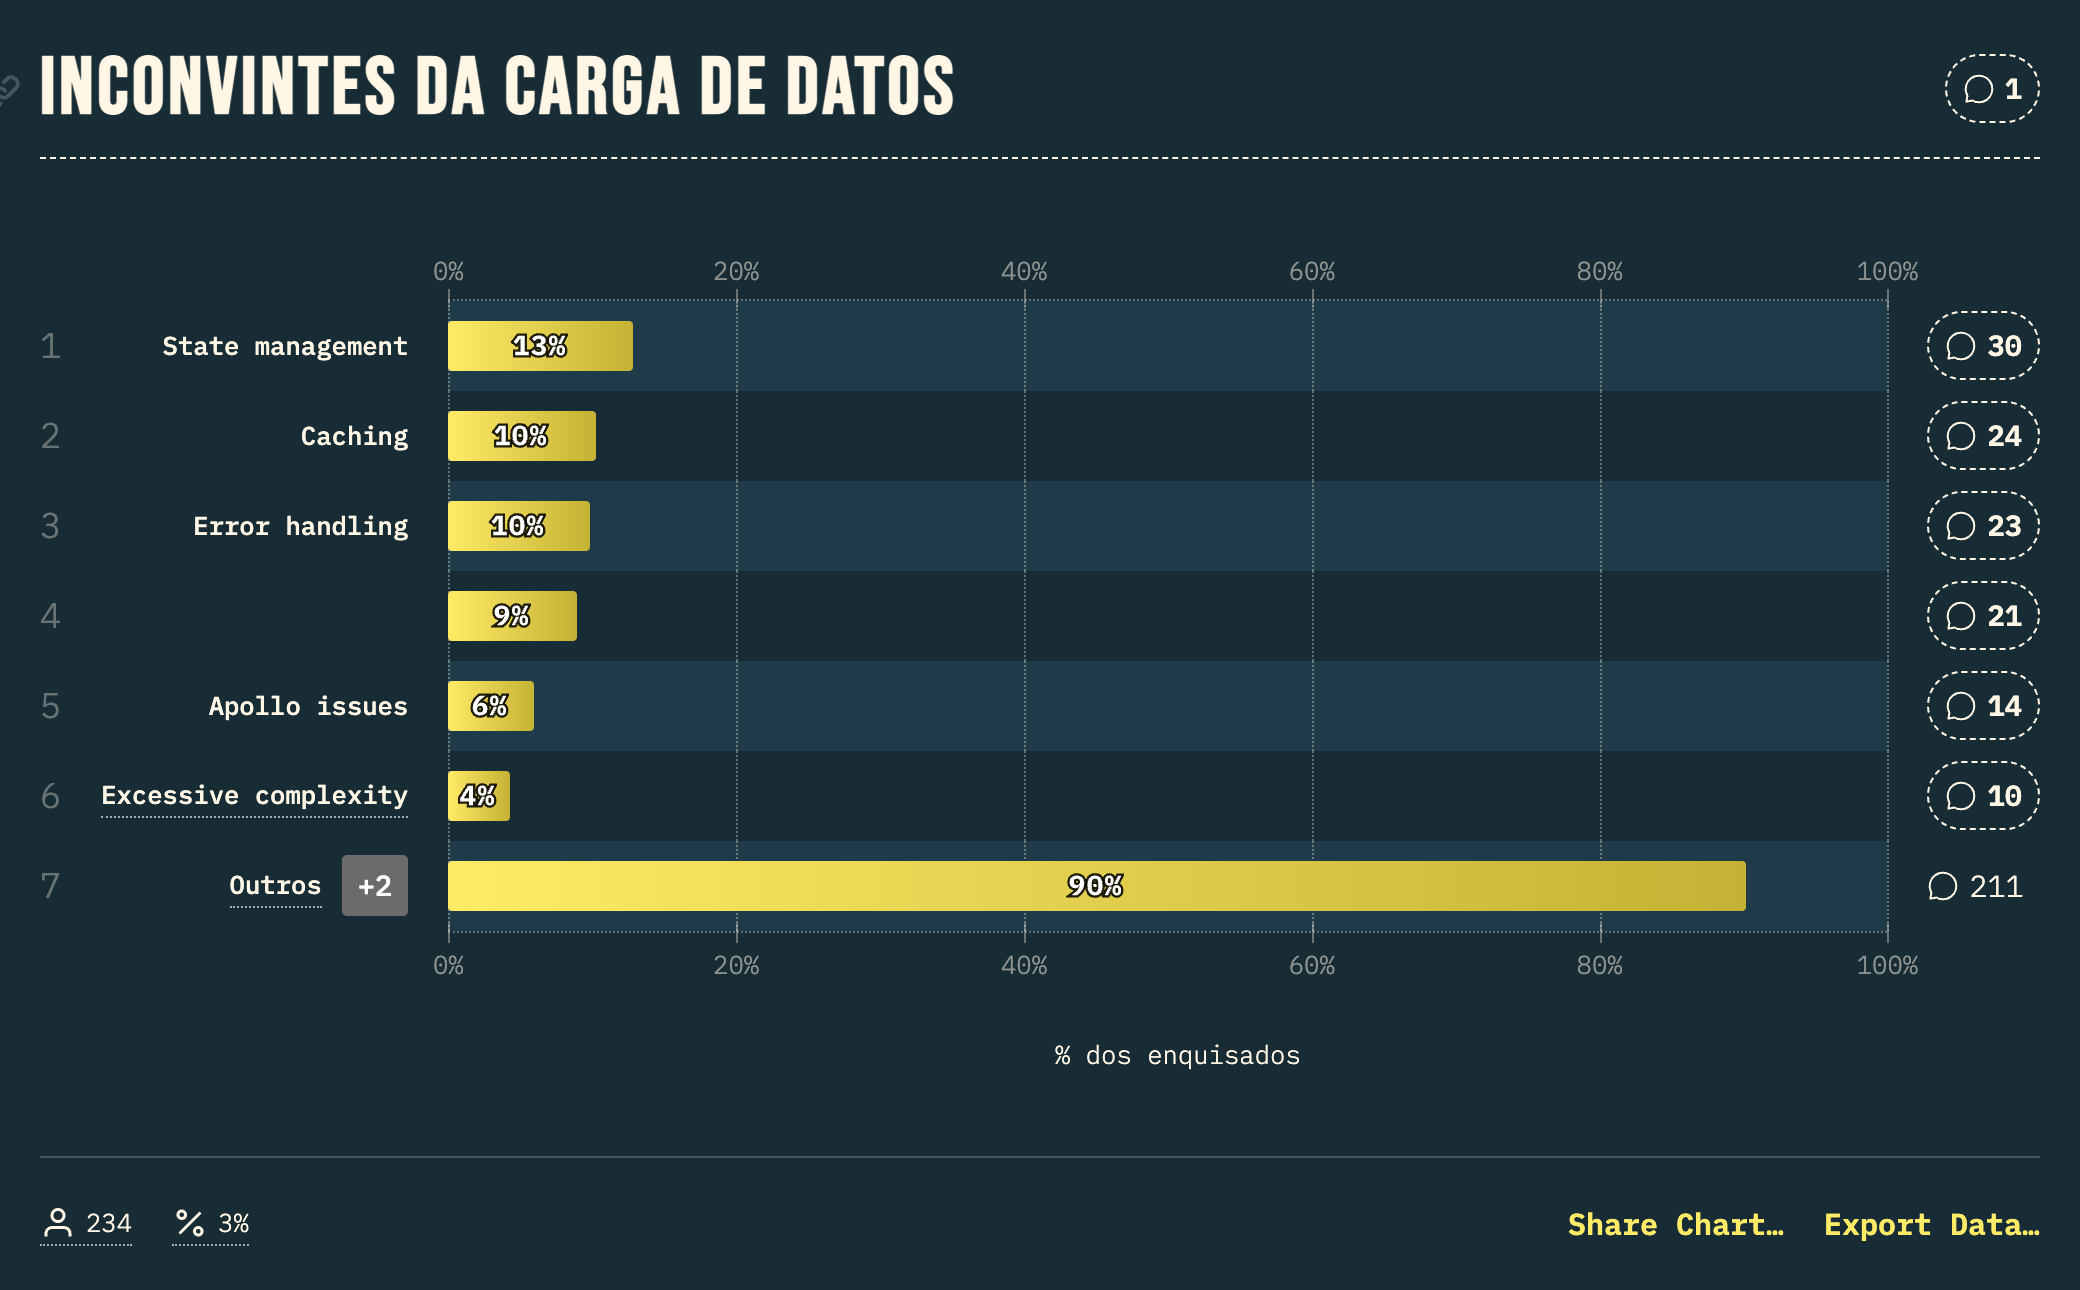 INCONVINTES DA CARGA DE DATOS
1
0% 20% 40% 60% 80% 100%
1 State management 13% 30
2 Caching 10% 24
3 Error handling 10% 23
4 9% 21
5 Apollo issues 6% 14
6 Excessive complexity 4% 10
7 Outros +2 90% 211
0% 20% 40% 60% 80% 100%
% dos enquisados
234 3% Share Chart… Export Data…